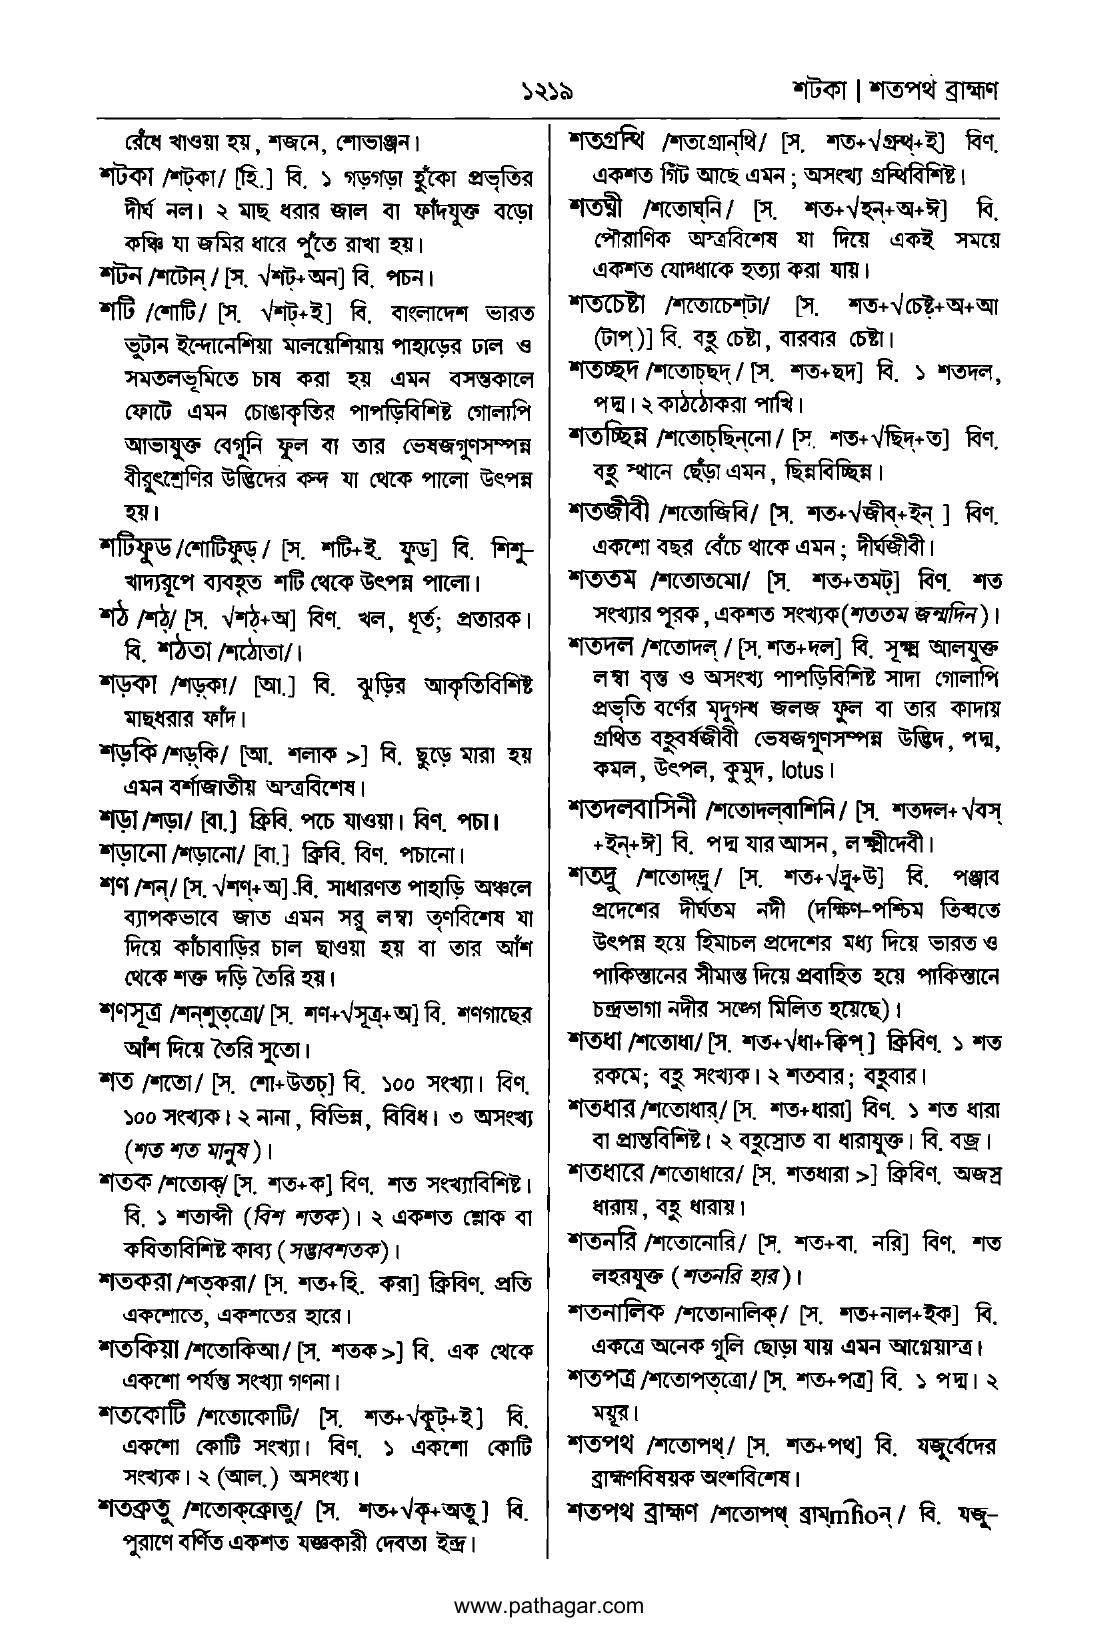 ১২১৯
শটকা | শতপথ ব্রাহ্মণ
রেঁধে খাওয়া হয়, শজনে, শোভাঞ্জন।
শটকা /শট্‌কা/ [হি.] বি. ১ গড়গড়া হুঁকো প্রভৃতির
দীর্ঘ নল। ২ মাছ ধরার জাল বা ফাঁদযুক্ত বড়ো
কঞ্চি যা জমির ধারে পুঁতে রাখা হয়।
শটন /শটোন্‌/ [স. √শট্‌+অন] বি. পচন।
শটি /শোটি/ [স. √শট্‌+ই] বি. বাংলাদেশ ভারত
ভুটান ইন্দোনেশিয়া মালয়েশিয়ায় পাহাড়ের ঢাল ও
সমতলভূমিতে চাষ করা হয় এমন বসন্তকালে
ফোটে এমন চোঙাকৃতির পাপড়িবিশিষ্ট গোলাপি
আভাযুক্ত বেগুনি ফুল বা তার ভেষজগুণসম্পন্ন
বীরুৎশ্রেণির উদ্ভিদের কন্দ যা থেকে পালো উৎপন্ন
হয়।
শটিফুড /শোটিফুড্‌/ [স. শটি+ই. ফুড] বি. শিশু-
খাদ্যরূপে ব্যবহৃত শটি থেকে উৎপন্ন পালো।
শঠ /শঠ্‌/ [স. √শঠ্‌+অ] বিণ. খল, ধূর্ত; প্রতারক।
বি. শঠতা /শঠোতা/।
শড়কা /শড়্‌কা/ [আ.] বি. ঝুড়ির আকৃতিবিশিষ্ট
মাছধরার ফাঁদ।
শড়কি /শড়্‌কি/ [আ. শলাক >] বি. ছুড়ে মারা হয়
এমন বর্শাজাতীয় অস্ত্রবিশেষ।
শড়া /শড়া/ [বা.] ক্রিবি. পচে যাওয়া। বিণ. পচা।
শড়ানো /শড়ানো/ [বা.] ক্রিবি. বিণ. পচানো।
শণ /শন্‌/ [স. √শণ্‌+অ] বি. সাধারণত পাহাড়ি অঞ্চলে
ব্যাপকভাবে জাত এমন সরু লম্বা তৃণবিশেষ যা
দিয়ে কাঁচাবাড়ির চাল ছাওয়া হয় বা তার আঁশ
থেকে শক্ত দড়ি তৈরি হয়।
শণসূত্র /শন্‌শুত্‌ত্রো/ [স. শণ+√সূত্র্‌+অ] বি. শণগাছের
আঁশ দিয়ে তৈরি সুতো।
শত /শতো/ [স. শো+উতচ্‌] বি. ১০০ সংখ্যা। বিণ.
১০০ সংখ্যক। ২ নানা, বিভিন্ন, বিবিধ। ৩ অসংখ্য
(শত শত মানুষ)।
শতক /শতোক্‌/ [স. শত+ক] বিণ. শত সংখ্যাবিশিষ্ট।
বি. ১ শতাব্দী (বিশ শতক)। ২ একশত শ্লোক বা
কবিতাবিশিষ্ট কাব্য (সদ্ভাবশতক)।
শতকরা /শত্‌করা/ [স. শত+হি. করা] ক্রিবিণ. প্রতি
একশোতে, একশতের হারে।
শতকিয়া /শতোকিআ/ [স. শতক >] বি. এক থেকে
একশো পর্যন্ত সংখ্যা গণনা।
শতকোটি /শতোকোটি/ [স. শত+√কূট্‌+ই] বি.
একশো কোটি সংখ্যা। বিণ. ১ একশো কোটি
সংখ্যক। ২ (আল.) অসংখ্য।
শতক্রতু /শতোক্‌ক্রোতু/ [স. শত+√কৃ+অতূ] বি.
পুরাণে বর্ণিত একশত যজ্ঞকারী দেবতা ইন্দ্র।
শতগ্রন্থি /শতগ্রোন্‌থি/ [স. শত+√গ্রন্থ্‌+ই] বিণ.
একশত গিঁট আছে এমন; অসংখ্য গ্রন্থিবিশিষ্ট।
শতঘ্নী /শতোঘ্‌নি/ [স. শত+√হন্‌+অ+ঈ] বি.
পৌরাণিক অস্ত্রবিশেষ যা দিয়ে একই সময়ে
একশত যোদ্ধাকে হত্যা করা যায়।
শতচেষ্টা /শতোচেশ্‌টা/ [স. শত+√চেষ্ট্‌+অ+আ
(টাপ্‌)] বি. বহু চেষ্টা, বারবার চেষ্টা।
শতচ্ছদ /শতোচ্‌ছদ্‌/ [স. শত+ছদ] বি. ১ শতদল,
পদ্ম। ২ কাঠঠোকরা পাখি।
শতচ্ছিন্ন /শতোচ্‌ছিন্‌নো/ [স. শত+√ছিদ্‌+ত] বিণ.
বহু স্থানে ছেঁড়া এমন, ছিন্নবিচ্ছিন্ন।
শতজীবী /শতোজিবি/ [স. শত+√জীব্‌+ইন্‌] বিণ.
একশো বছর বেঁচে থাকে এমন; দীর্ঘজীবী।
শততম /শতোতমো/ [স. শত+তমট্‌] বিণ. শত
সংখ্যার পূরক, একশত সংখ্যক(শততম জন্মদিন)।
শতদল /শতোদল্‌/ [স. শত+দল] বি. সূক্ষ্ম আলযুক্ত
লম্বা বৃন্ত ও অসংখ্য পাপড়িবিশিষ্ট সাদা গোলাপি
প্রভৃতি বর্ণের মৃদুগন্ধ জলজ ফুল বা তার কাদায়
গ্রথিত বহুবর্ষজীবী ভেষজগুণসম্পন্ন উদ্ভিদ, পদ্ম,
কমল, উৎপল, কুমুদ, lotus।
শতদলবাসিনী /শতোদল্‌বাশিনি/ [স. শতদল+√বস্‌
+ইন্‌+ঈ] বি. পদ্ম যার আসন, লক্ষ্মীদেবী।
শতদ্রু /শতোদ্‌দ্রু/ [স. শত+√দ্রু+উ] বি. পঞ্জাব
প্রদেশের দীর্ঘতম নদী (দক্ষিণ-পশ্চিম তিব্বতে
উৎপন্ন হয়ে হিমাচল প্রদেশের মধ্য দিয়ে ভারত ও
পাকিস্তানের সীমান্ত দিয়ে প্রবাহিত হয়ে পাকিস্তানে
চন্দ্রভাগা নদীর সঙ্গে মিলিত হয়েছে)।
শতধা /শতোধা/ [স. শত+√ধা+ক্বিপ্‌] ক্রিবিণ. ১ শত
রকমে; বহু সংখ্যক। ২ শতবার; বহুবার।
শতধার /শতোধার্‌/ [স. শত+ধারা] বিণ. ১ শত ধারা
বা প্রান্তবিশিষ্ট। ২ বহুস্রোত বা ধারাযুক্ত। বি. বজ্র।
শতধারে /শতোধারে/ [স. শতধারা >] ক্রিবিণ. অজস্র
ধারায়, বহু ধারায়।
শতনরি /শতোনোরি/ [স. শত+বা. নরি] বিণ. শত
লহরযুক্ত (শতনরি হার)।
শতনালিক /শতোনালিক্‌/ [স. শত+নাল+ইক] বি.
একত্রে অনেক গুলি ছোড়া যায় এমন আগ্নেয়াস্ত্র।
শতপত্র /শতোপত্‌ত্রো/ [স. শত+পত্র] বি. ১ পদ্ম। ২
ময়ূর।
শতপথ /শতোপথ্‌/ [স. শত+পথ] বি. যজুর্বেদের
ব্রাহ্মণবিষয়ক অংশবিশেষ।
শতপথ ব্রাহ্মণ /শতোপথ্‌ ব্রাম্‌mɦoন্‌/ বি. যজু-
www.pathagar.com